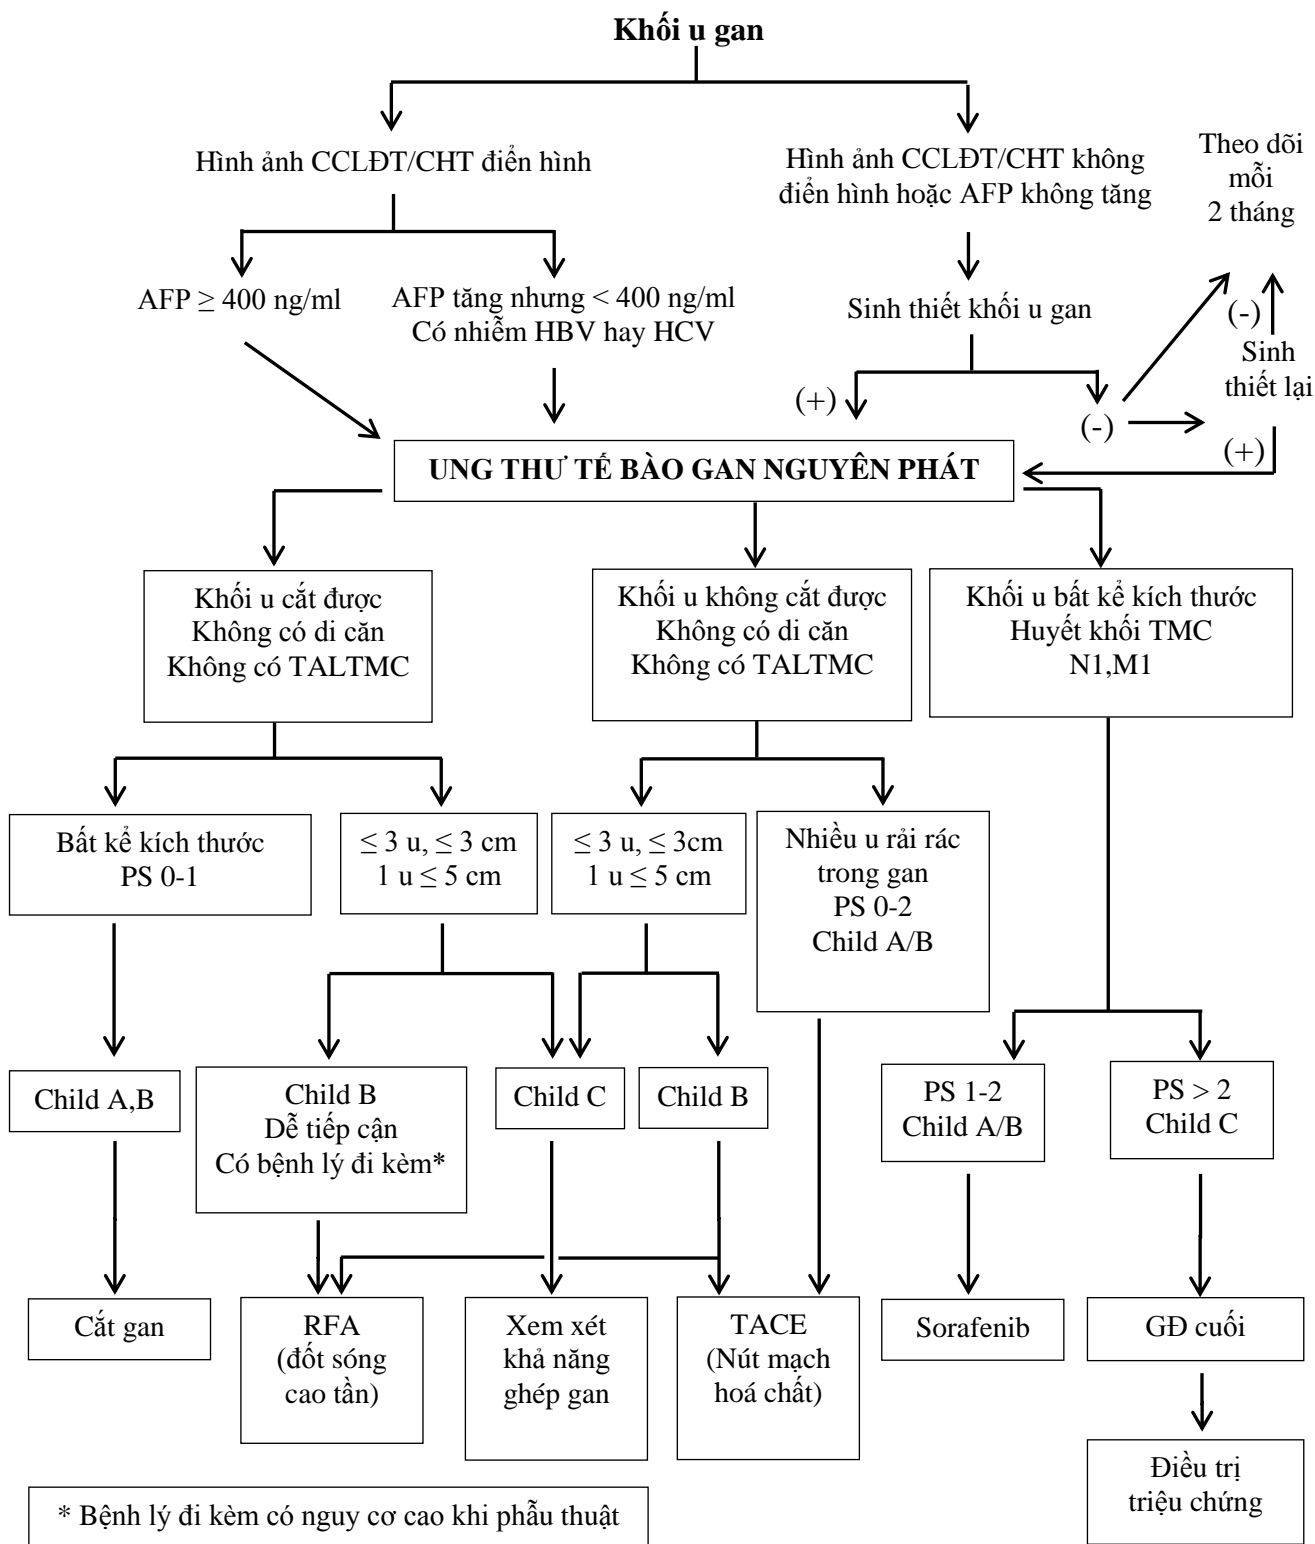 Khối u gan
Hình ảnh CCLĐT/CHT điển hình
Hình ảnh CCLĐT/CHT không
điển hình hoặc AFP không tăng
Theo dõi
mỗi
2 tháng
AFP ≥ 400 ng/ml
AFP tăng nhưng < 400 ng/ml
Có nhiễm HBV hay HCV
Sinh thiết khối u gan
(-)
Sinh
thiết lại
(+)
(-)
(+)
UNG THƯ TẾ BÀO GAN NGUYÊN PHÁT
Khối u cắt được
Không có di căn
Không có TALTMC
Khối u không cắt được
Không có di căn
Không có TALTMC
Khối u bất kể kích thước
Huyết khối TMC
N1,M1
Bất kể kích thước
PS 0-1
≤ 3 u, ≤ 3 cm
1 u ≤ 5 cm
≤ 3 u, ≤ 3cm
1 u ≤ 5 cm
Nhiều u rải rác
trong gan
PS 0-2
Child A/B
Child A,B
Child B
Dễ tiếp cận
Có bệnh lý đi kèm*
Child C
Child B
PS 1-2
Child A/B
PS > 2
Child C
Cắt gan
RFA
(đốt sóng
cao tần)
Xem xét
khả năng
ghép gan
TACE
(Nút mạch
hoá chất)
Sorafenib
GĐ cuối
Điều trị
triệu chứng
* Bệnh lý đi kèm có nguy cơ cao khi phẫu thuật